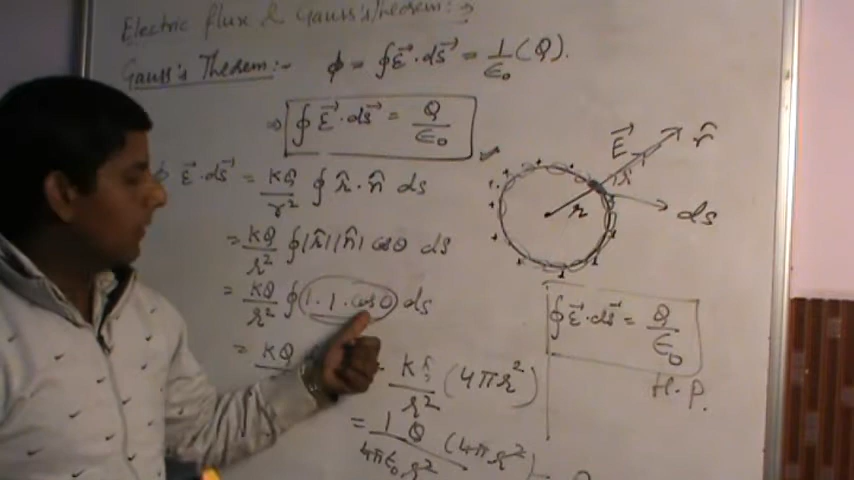 Electric flux & Gauss's Theorem:-
Gauss's Theorem:- ϕ = ∮E⃗·ds⃗ = 1/ε₀ (Q).
⇒ ∮E⃗·ds⃗ = Q/ε₀
∮ E⃗·ds⃗ = KQ/r² ∮ r̂·n̂ ds
= KQ/r² ∮|r̂||n̂| cosθ ds
= KQ/r² ∮(1·1·cos0) ds
= KQ
KQ/r² (4πr²)
= 1/4πε₀ Q/r² (4πr²) =
E⃗
r̂
r
ds
∮E⃗·ds⃗ = Q/ε₀
H.P.